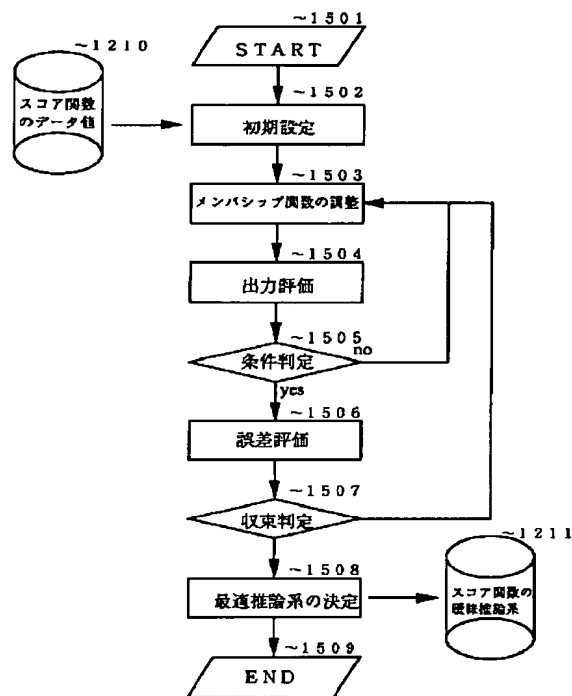 ~1501
START
~1210
スコア関数
のデータ値
~1502
初期設定
~1503
メンバシップ関数の調整
~1504
出力評価
~1505
条件判定
no
yes
~1506
誤差評価
~1507
収束判定
~1211
スコア関数の
曖昧推論系
~1508
最適推論系の決定
~1509
END